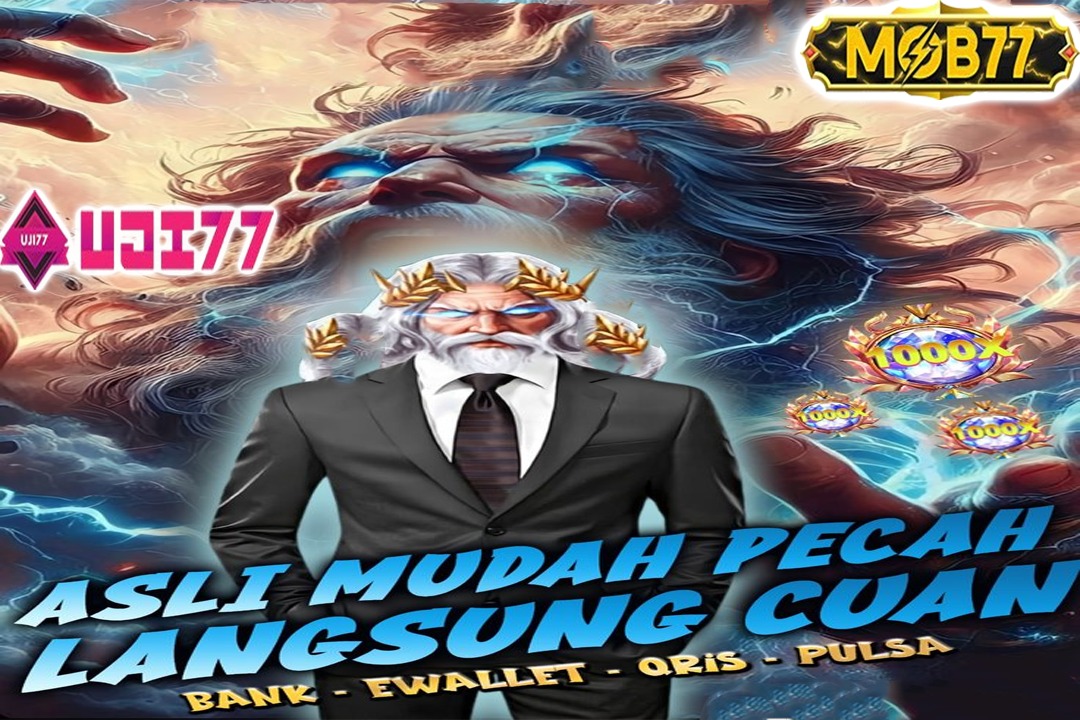 MOB77
UJI77
UJI77
1000X
1000X
1000X
ASLI MUDAH PECAH
LANGSUNG CUAN
BANK - EWALLET - QRiS - PULSA